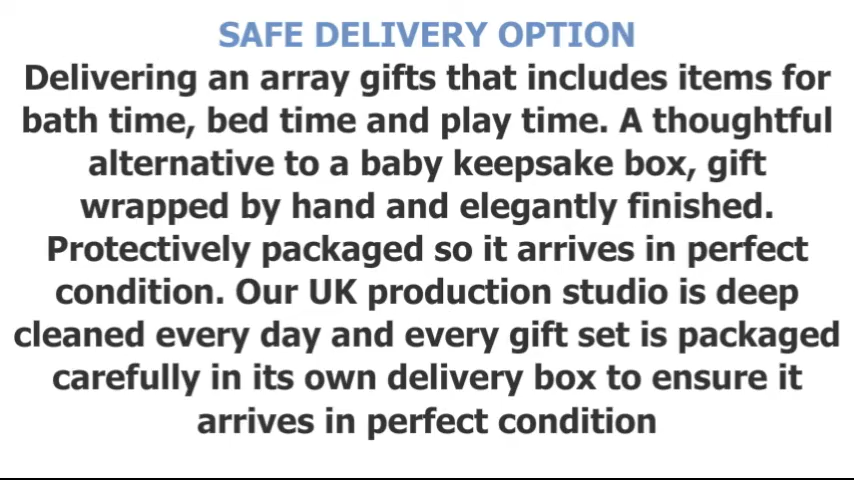 SAFE DELIVERY OPTION
Delivering an array gifts that includes items for
bath time, bed time and play time. A thoughtful
alternative to a baby keepsake box, gift
wrapped by hand and elegantly finished.
Protectively packaged so it arrives in perfect
condition. Our UK production studio is deep
cleaned every day and every gift set is packaged
carefully in its own delivery box to ensure it
arrives in perfect condition